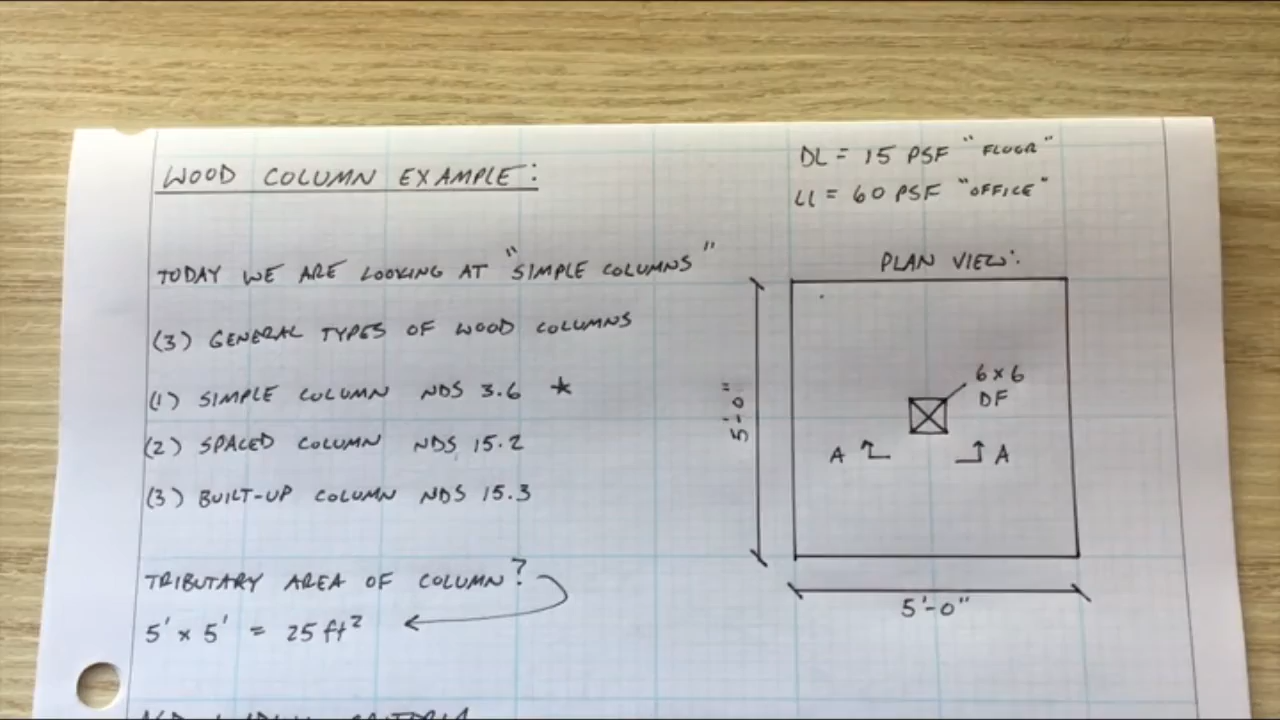 WOOD COLUMN EXAMPLE:
DL = 15 PSF "FLOOR"
LL = 60 PSF "OFFICE"
TODAY WE ARE LOOKING AT "SIMPLE COLUMNS"
(3) GENERAL TYPES OF WOOD COLUMNS
(1) SIMPLE COLUMN NDS 3.6 ★
(2) SPACED COLUMN NDS 15.2
(3) BUILT-UP COLUMN NDS 15.3
TRIBUTARY AREA OF COLUMN?
5' x 5' = 25 ft²
PLAN VIEW:
6x6
DF
A A
5'-0"
5'-0"